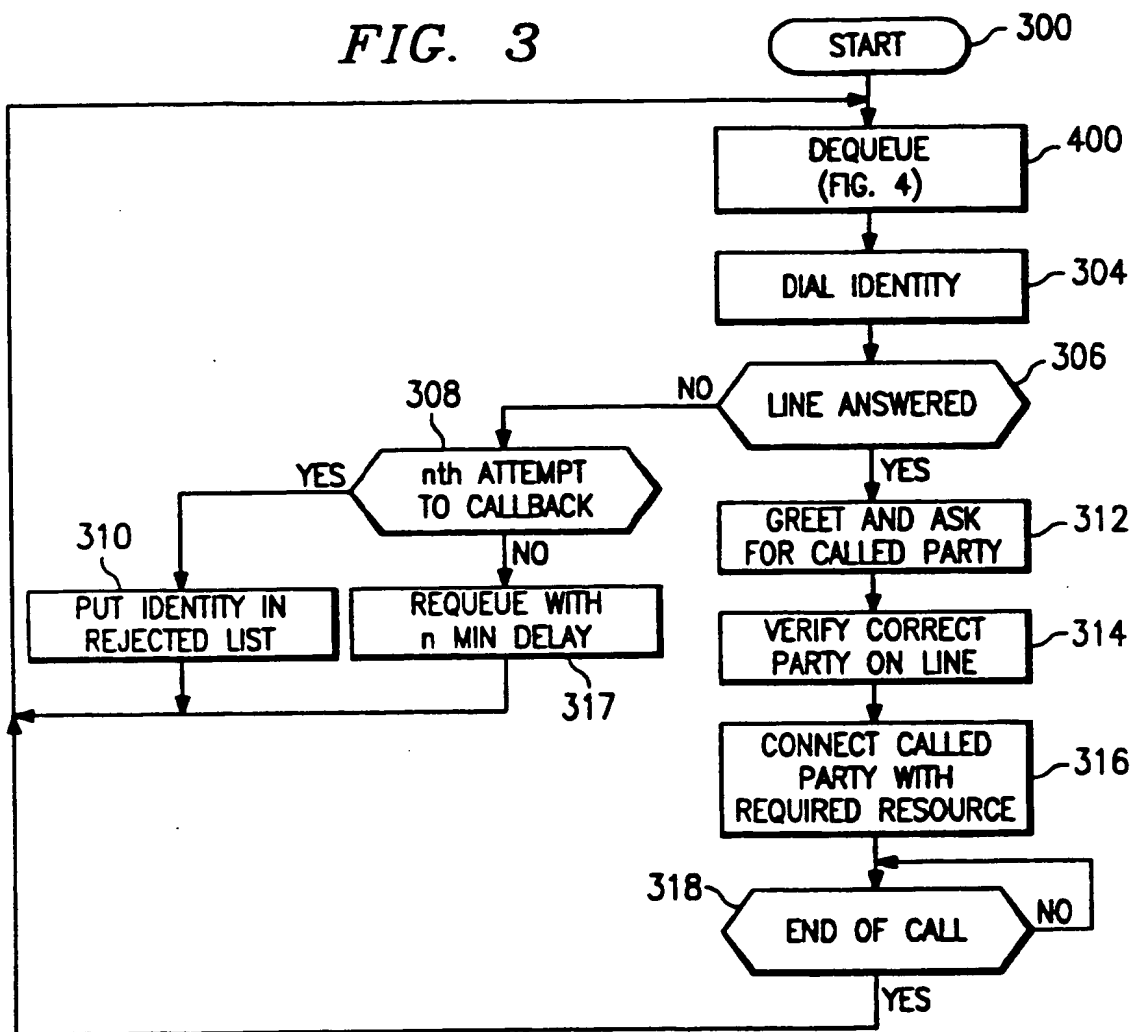 FIG. 3
START
300
DEQUEUE
(FIG. 4)
400
DIAL IDENTITY
304
306
LINE ANSWERED
NO
YES
308
nth ATTEMPT
TO CALLBACK
YES
NO
310
PUT IDENTITY IN
REJECTED LIST
REQUEUE WITH
n MIN DELAY
317
GREET AND ASK
FOR CALLED PARTY
312
VERIFY CORRECT
PARTY ON LINE
314
CONNECT CALLED
PARTY WITH
REQUIRED RESOURCE
316
318
END OF CALL
NO
YES